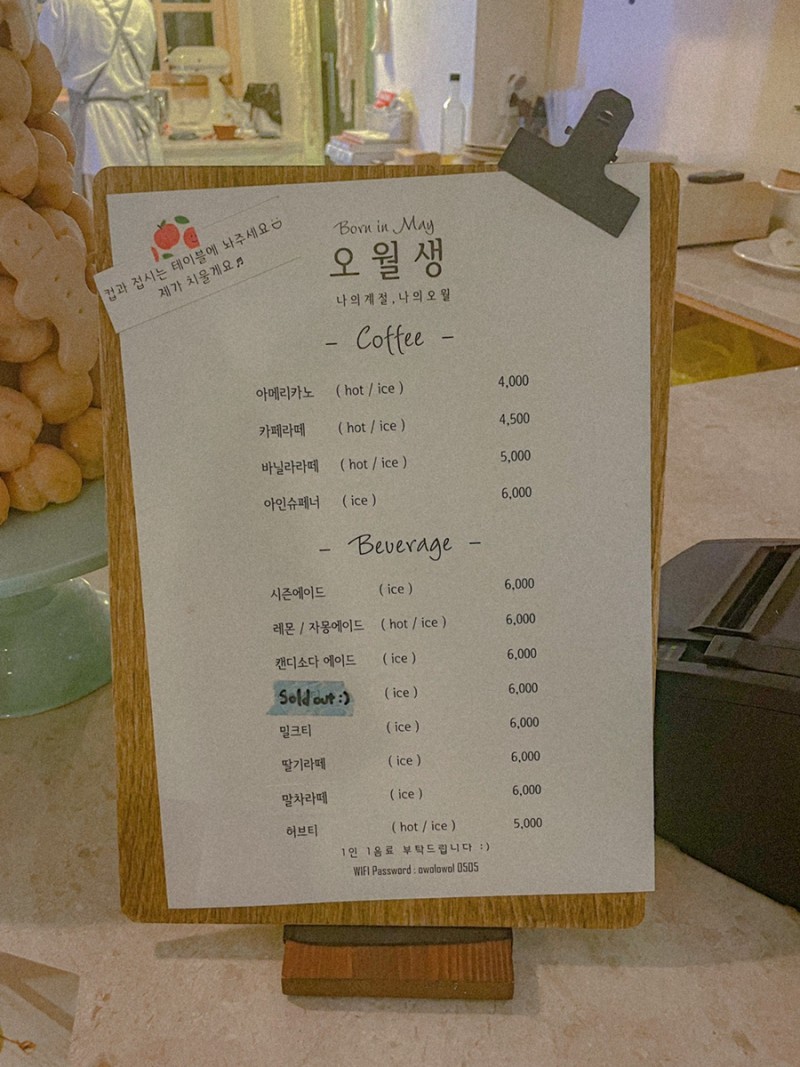 컵과 접시는 테이블에 놔주세요
제가 치울게요♬
Born in May
오월생
나의계절, 나의오월
- Coffee -
아메리카노 ( hot / ice ) 4,000
카페라떼 ( hot / ice ) 4,500
바닐라라떼 ( hot / ice ) 5,000
아인슈페너 ( ice ) 6,000
- Beverage -
시즌에이드 ( ice ) 6,000
레몬 / 자몽에이드 ( hot / ice ) 6,000
캔디소다 에이드 ( ice ) 6,000
Sold out :) ( ice ) 6,000
밀크티 ( ice ) 6,000
딸기라떼 ( ice ) 6,000
말차라떼 ( ice ) 6,000
허브티 ( hot / ice ) 5,000
1인 1음료 부탁드립니다 :)
WIFI Password : owolowol 0505